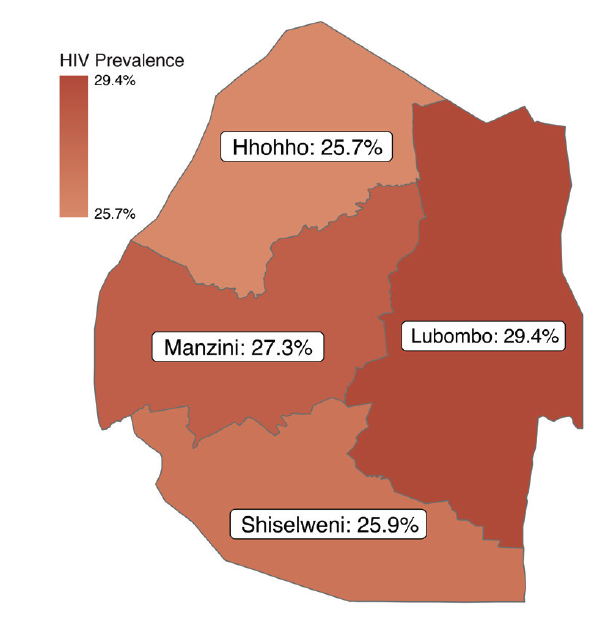 HIV Prevalence
29.4%
25.7%
Hhohho: 25.7%
Manzini: 27.3%
Lubombo: 29.4%
Shiselweni: 25.9%